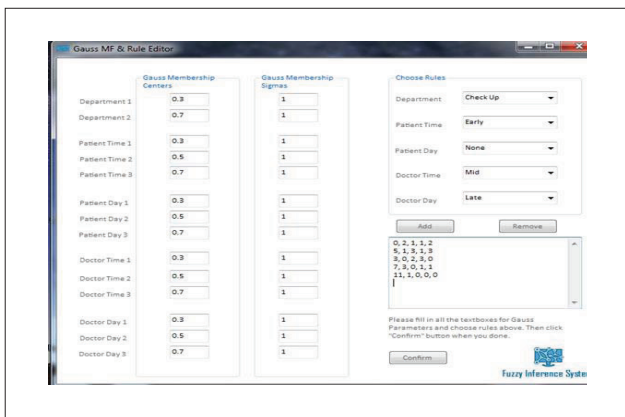 Gauss MF & Rule Editor
Gauss Membership Centers
Gauss Membership Sigmas
Department 1 0.3 1
Department 2 0.7 1
Patient Time 1 0.3 1
Patient Time 2 0.5 1
Patient Time 3 0.7 1
Patient Day 1 0.3 1
Patient Day 2 0.5 1
Patient Day 3 0.7 1
Doctor Time 1 0.3 1
Doctor Time 2 0.5 1
Doctor Time 3 0.7 1
Doctor Day 1 0.3 1
Doctor Day 2 0.5 1
Doctor Day 3 0.7 1
Choose Rules
Department Check Up
Patient Time Early
Patient Day None
Doctor Time Mid
Doctor Day Late
Add Remove
0, 2, 1, 1, 2
5, 1, 3, 1, 3
3, 0, 2, 3, 0
7, 3, 0, 1, 1
11, 1, 0, 0, 0
Please fill in all the textboxes for Gauss
Parameters and choose rules above. Then click
"Confirm" button when you done.
Confirm
Fuzzy Inference Syste